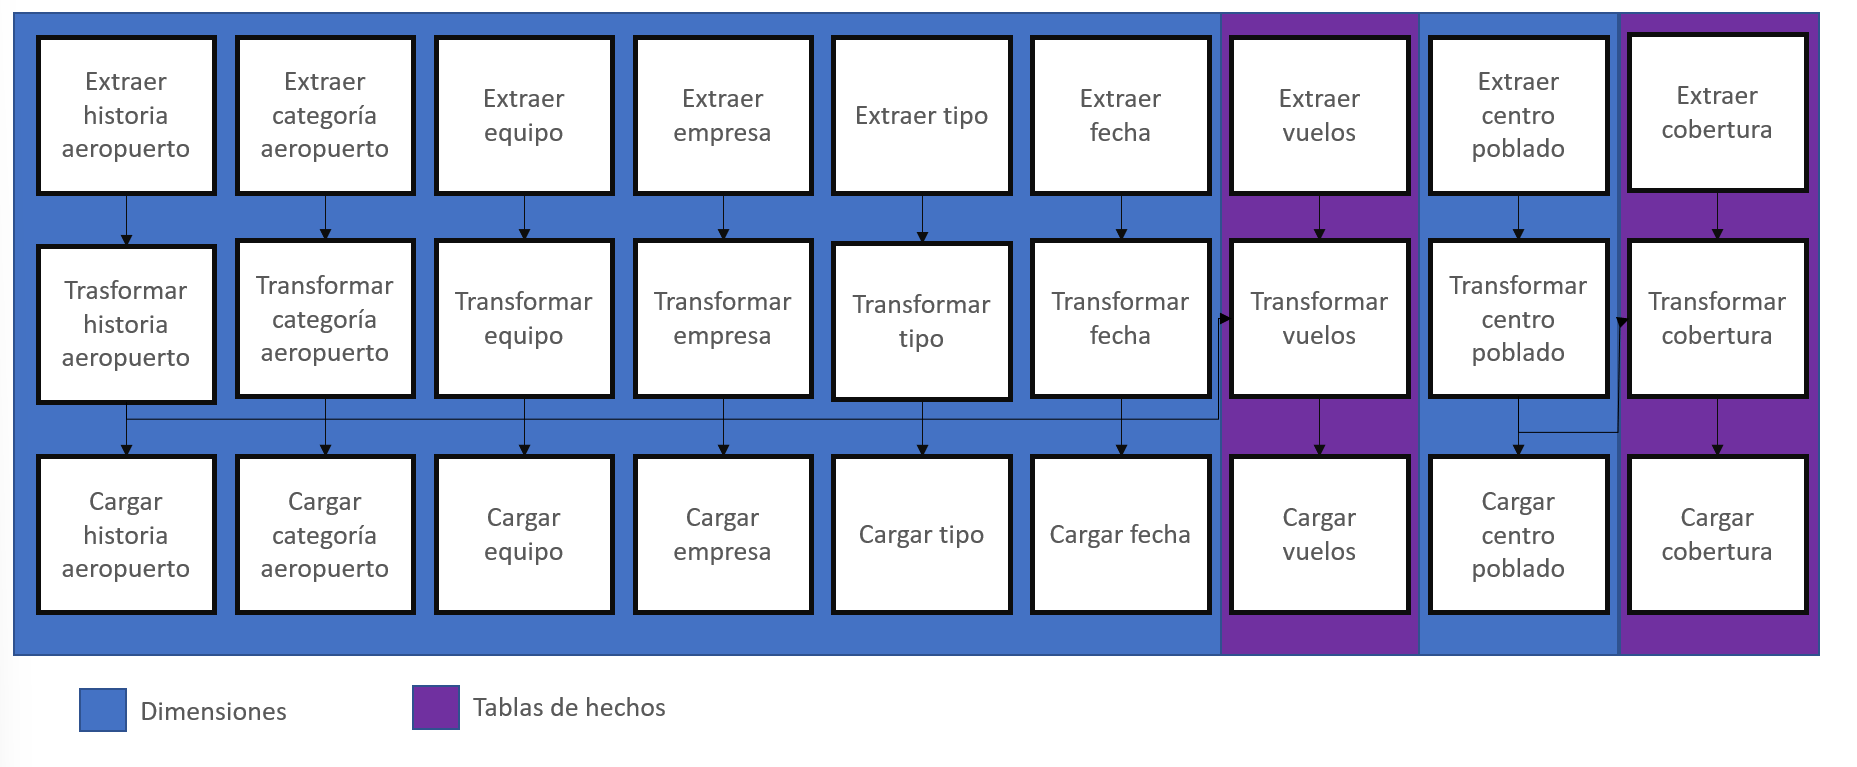 Extraer
historia
aeropuerto
Extraer
categoría
aeropuerto
Extraer
equipo
Extraer
empresa
Extraer tipo
Extraer
fecha
Extraer
vuelos
Extraer
centro
poblado
Extraer
cobertura
Trasformar
historia
aeropuerto
Transformar
categoría
aeropuerto
Transformar
equipo
Transformar
empresa
Transformar
tipo
Transformar
fecha
Transformar
vuelos
Transformar
centro
poblado
Transformar
cobertura
Cargar
historia
aeropuerto
Cargar
categoría
aeropuerto
Cargar
equipo
Cargar
empresa
Cargar tipo
Cargar fecha
Cargar
vuelos
Cargar
centro
poblado
Cargar
cobertura
Dimensiones
Tablas de hechos